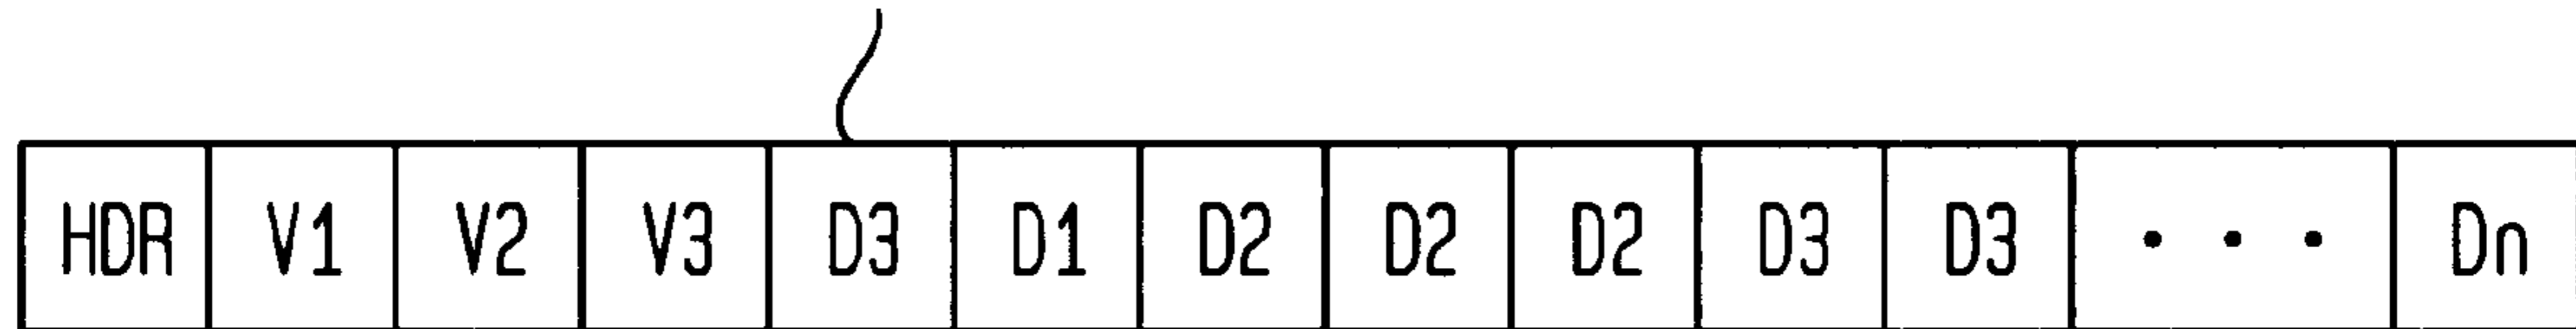 HDR V1 V2 V3 D3 D1 D2 D2 D2 D3 D3 • • • Dn